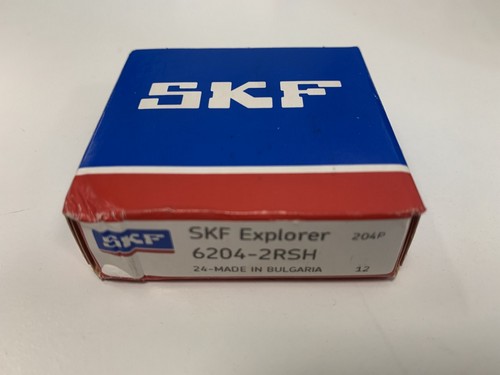 SKF
SKF
SKF Explorer 204P
6204-2RSH
24-MADE IN BULGARIA 12